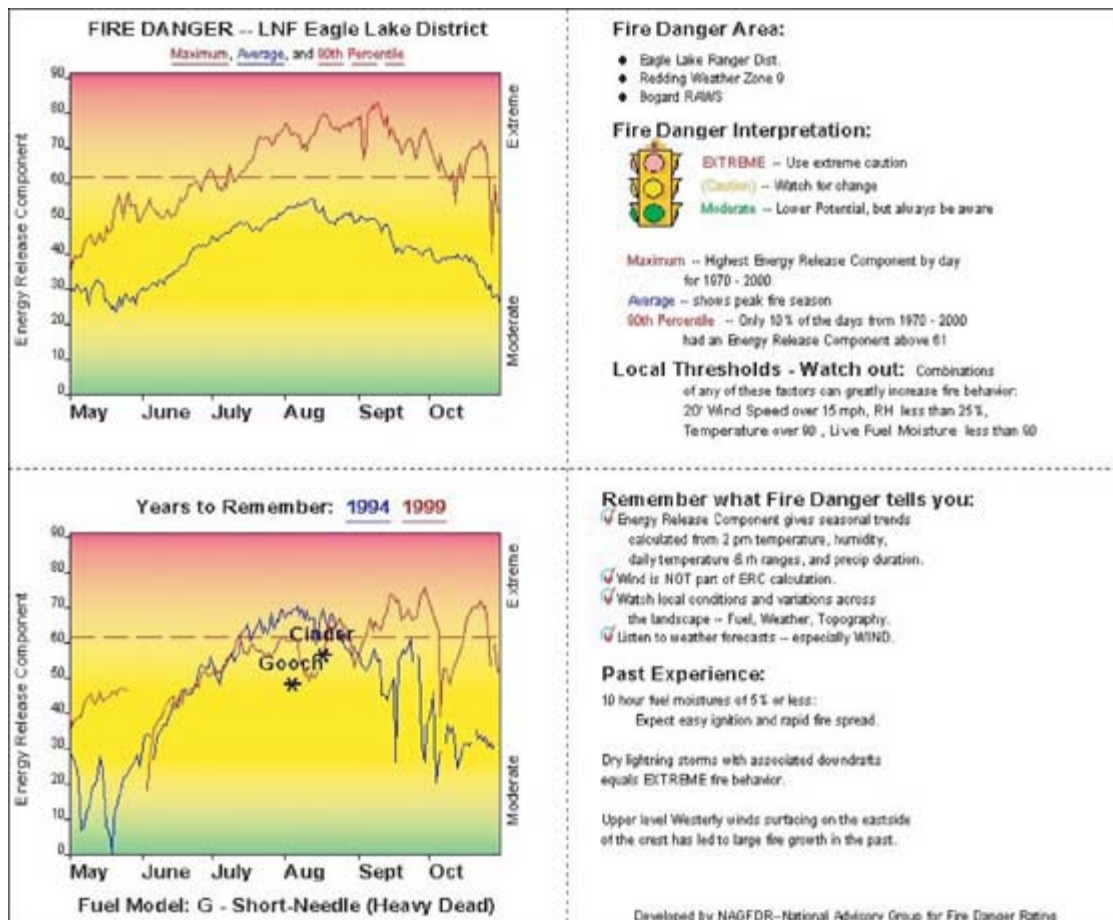 FIRE DANGER -- LNF Eagle Lake District
Maximum, Average, and 90th Percentile
Energy Release Component
90
80
70
60
50
40
30
20
10
0
Extreme
Moderate
May June July Aug Sept Oct
Fire Danger Area:
♦ Eagle Lake Ranger Dist.
♦ Redding Weather Zone 9
♦ Bogard RAWS
Fire Danger Interpretation:
EXTREME -- Use extreme caution
(Caution) -- Watch for change
Moderate -- Lower Potential, but always be aware
Maximum -- Highest Energy Release Component by day
for 1970 - 2000
Average -- shows peak fire season
90th Percentile -- Only 10% of the days from 1970 - 2000
had an Energy Release Component above 61
Local Thresholds - Watch out: Combinations
of any of these factors can greatly increase fire behavior:
20' Wind Speed over 15 mph, RH less than 25%,
Temperature over 90, Live Fuel Moisture less than 90
Years to Remember: 1994 1999
Energy Release Component
90
80
70
60
50
40
30
20
10
0
Extreme
Moderate
Cinder
Gooch
May June July Aug Sept Oct
Fuel Model: G - Short-Needle (Heavy Dead)
Remember what Fire Danger tells you:
Energy Release Component gives seasonal trends
calculated from 2 pm temperature, humidity,
daily temperature & rh ranges, and precip duration.
Wind is NOT part of ERC calculation.
Watch local conditions and variations across
the landscape -- Fuel, Weather, Topography.
Listen to weather forecasts -- especially WIND.
Past Experience:
10 hour fuel moistures of 5% or less:
Expect easy ignition and rapid fire spread.
Dry lightning storms with associated downdrafts
equals EXTREME fire behavior.
Upper level Westerly winds surfacing on the eastside
of the crest has led to large fire growth in the past.
Developed by NAGFDR--National Advisory Group for Fire Danger Rating